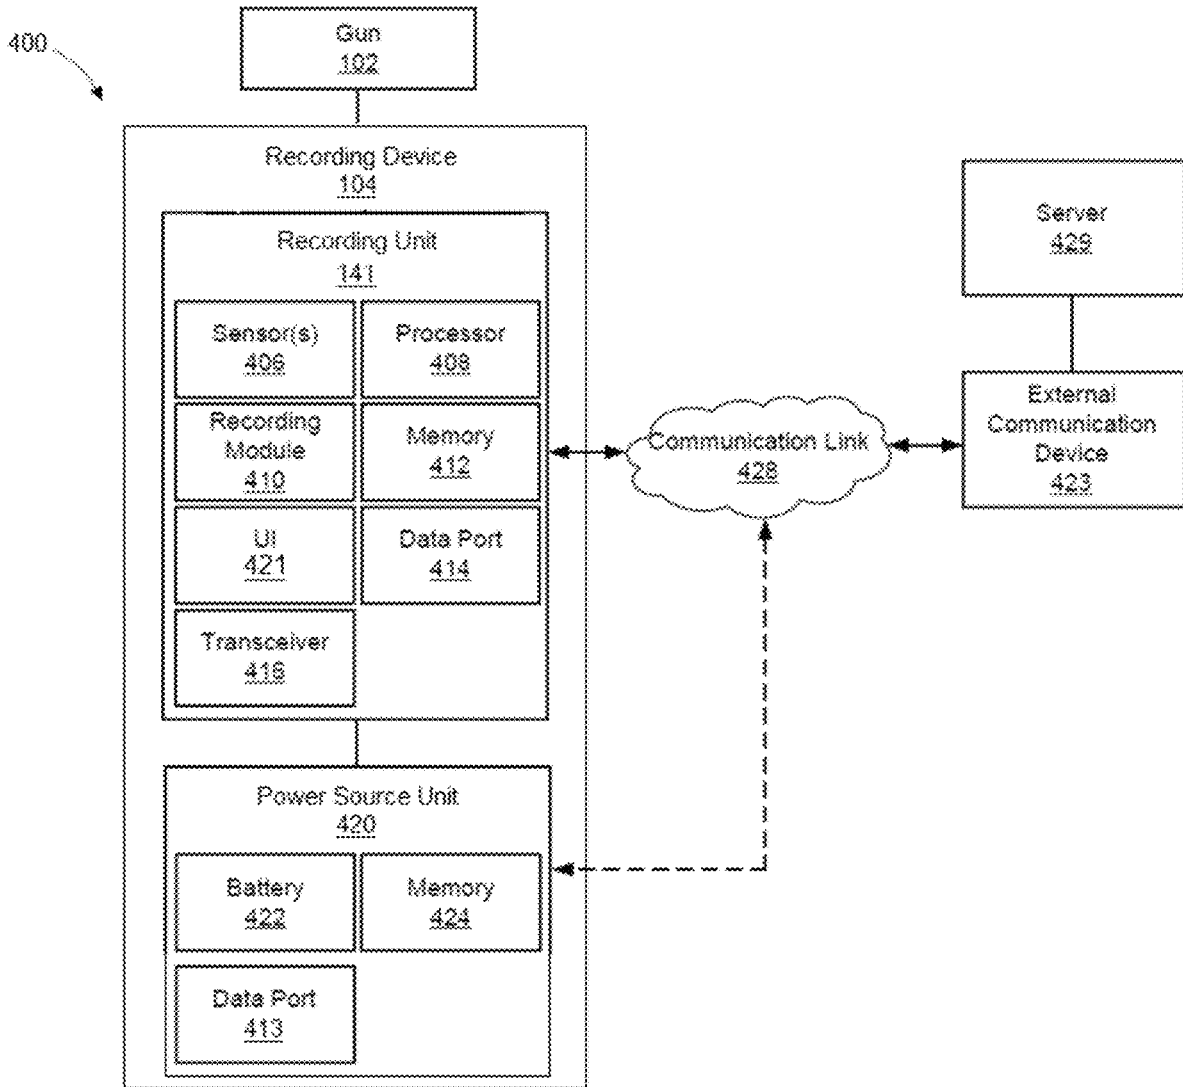 400
Gun
102
Recording Device
104
Recording Unit
141
Sensor(s)
406
Processor
408
Recording
Module
410
Memory
412
UI
421
Data Port
414
Transceiver
416
Power Source Unit
420
Battery
422
Memory
424
Data Port
413
Communication Link
428
Server
429
External
Communication
Device
423